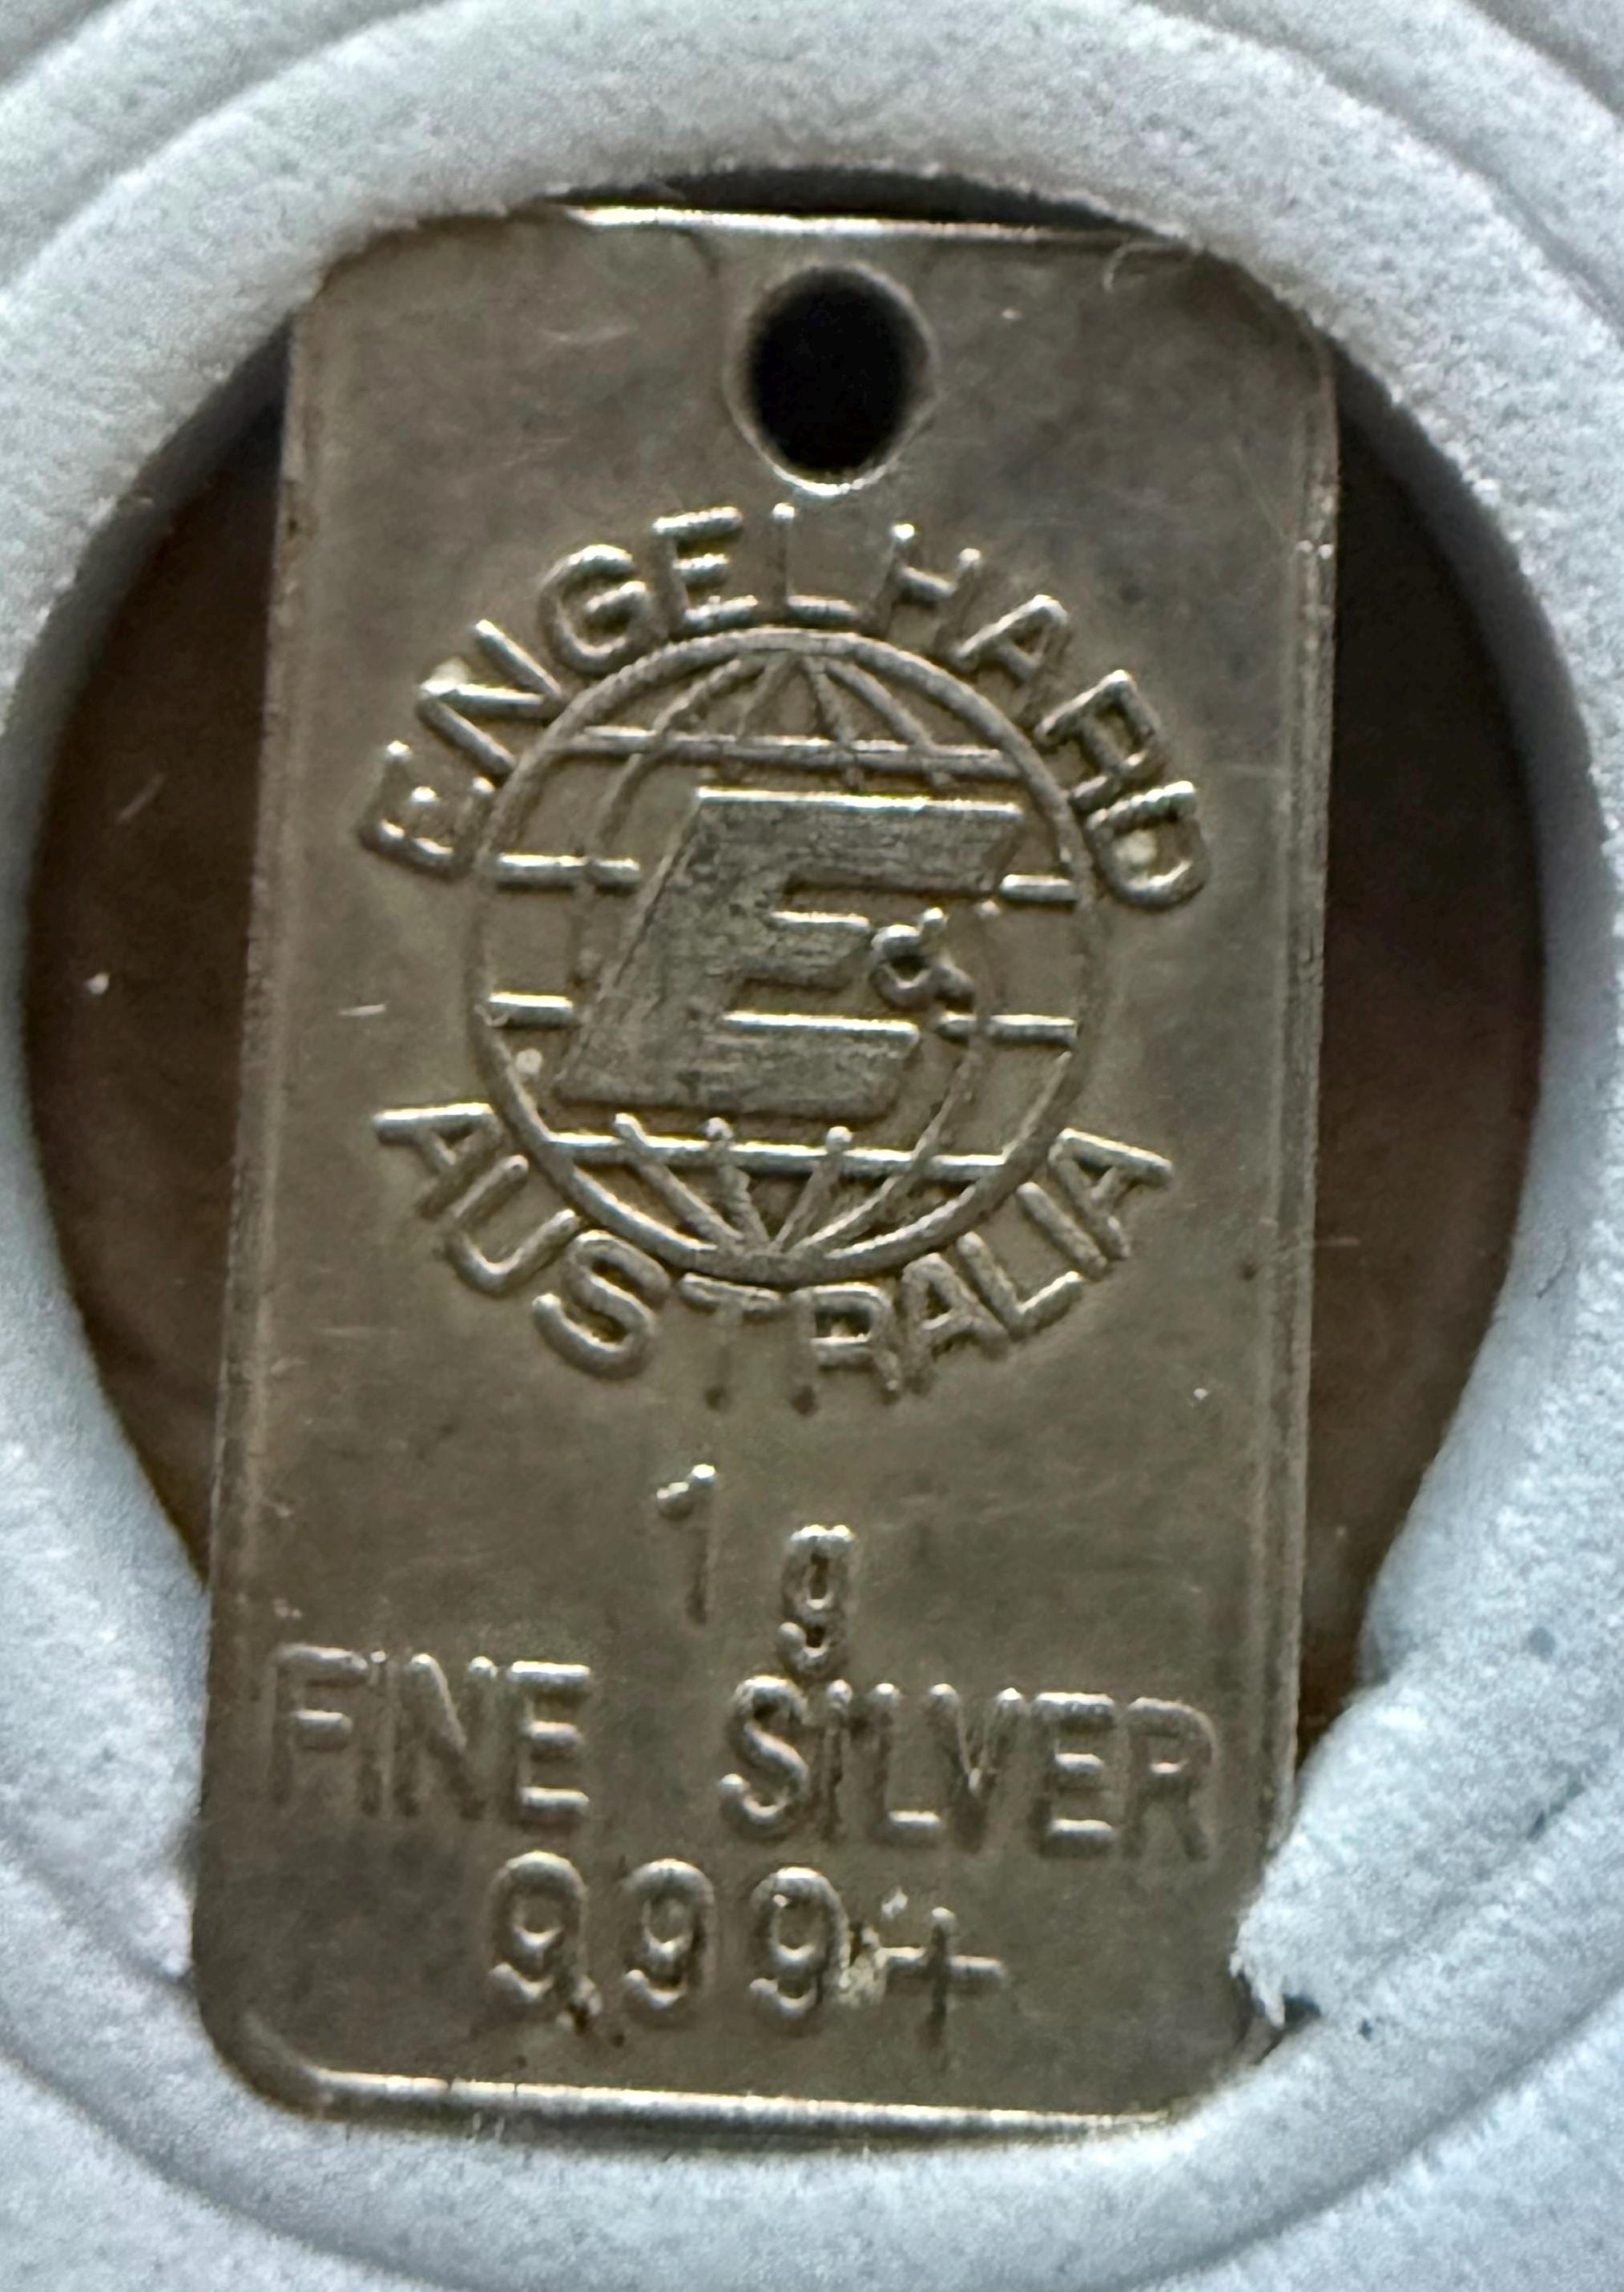 ENGELHARD
E
AUSTRALIA
1 g
FINE SILVER
999+